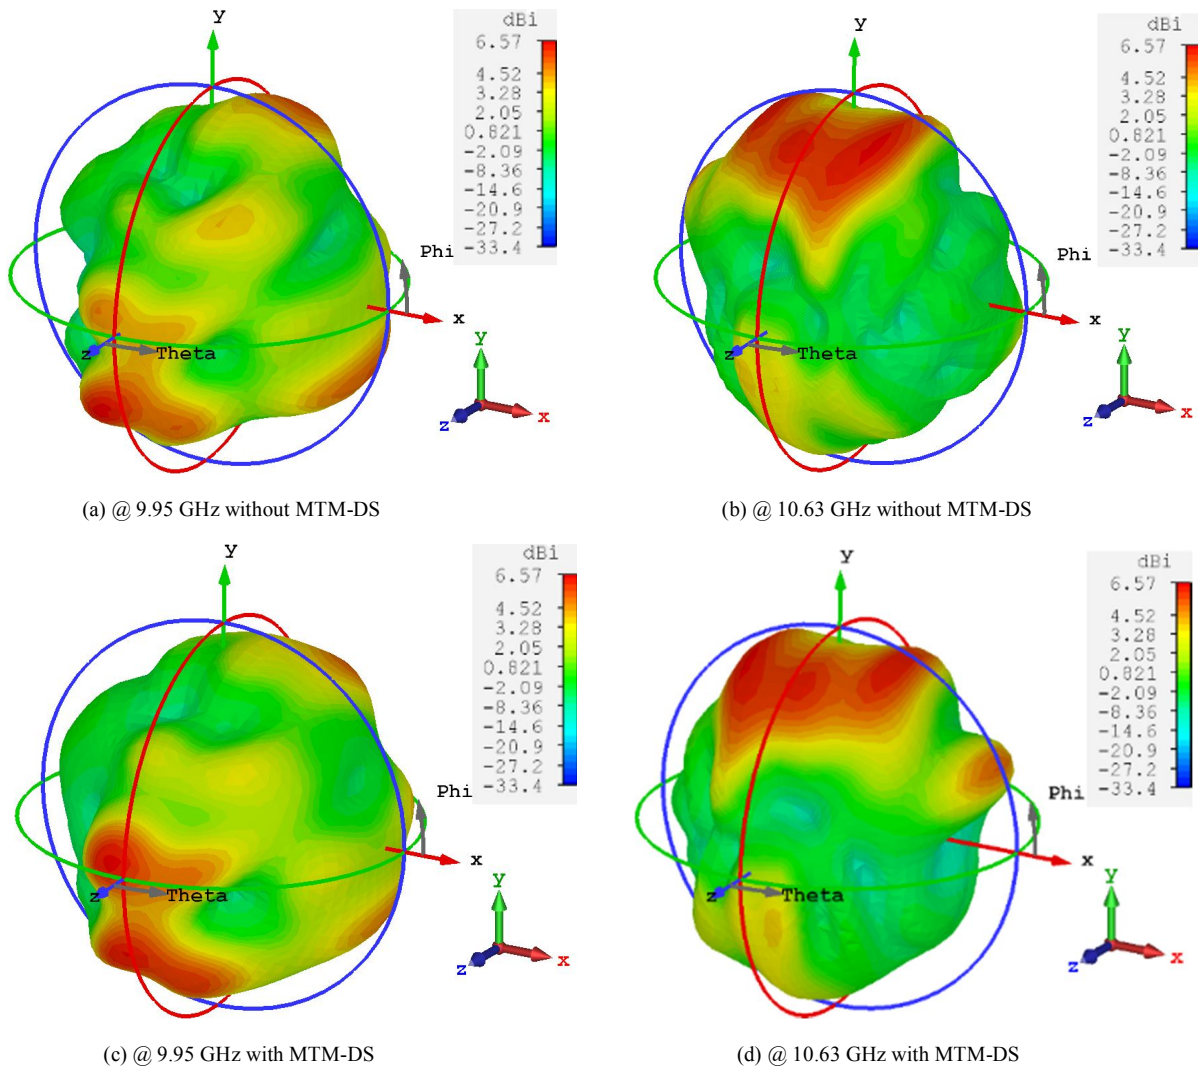 y
dBi
6.57
4.52
3.28
2.05
0.821
-2.09
-8.36
-14.6
-20.9
-27.2
-33.4
Phi
x
z
Theta
y
z
x
(a) @ 9.95 GHz without MTM-DS
y
dBi
6.57
4.52
3.28
2.05
0.821
-2.09
-8.36
-14.6
-20.9
-27.2
-33.4
Phi
x
z
Theta
y
z
x
(b) @ 10.63 GHz without MTM-DS
y
dBi
6.57
4.52
3.28
2.05
0.821
-2.09
-8.36
-14.6
-20.9
-27.2
-33.4
Phi
x
z
Theta
y
z
x
(c) @ 9.95 GHz with MTM-DS
y
dBi
6.57
4.52
3.28
2.05
0.821
-2.09
-8.36
-14.6
-20.9
-27.2
-33.4
Phi
x
z
Theta
y
z
x
(d) @ 10.63 GHz with MTM-DS